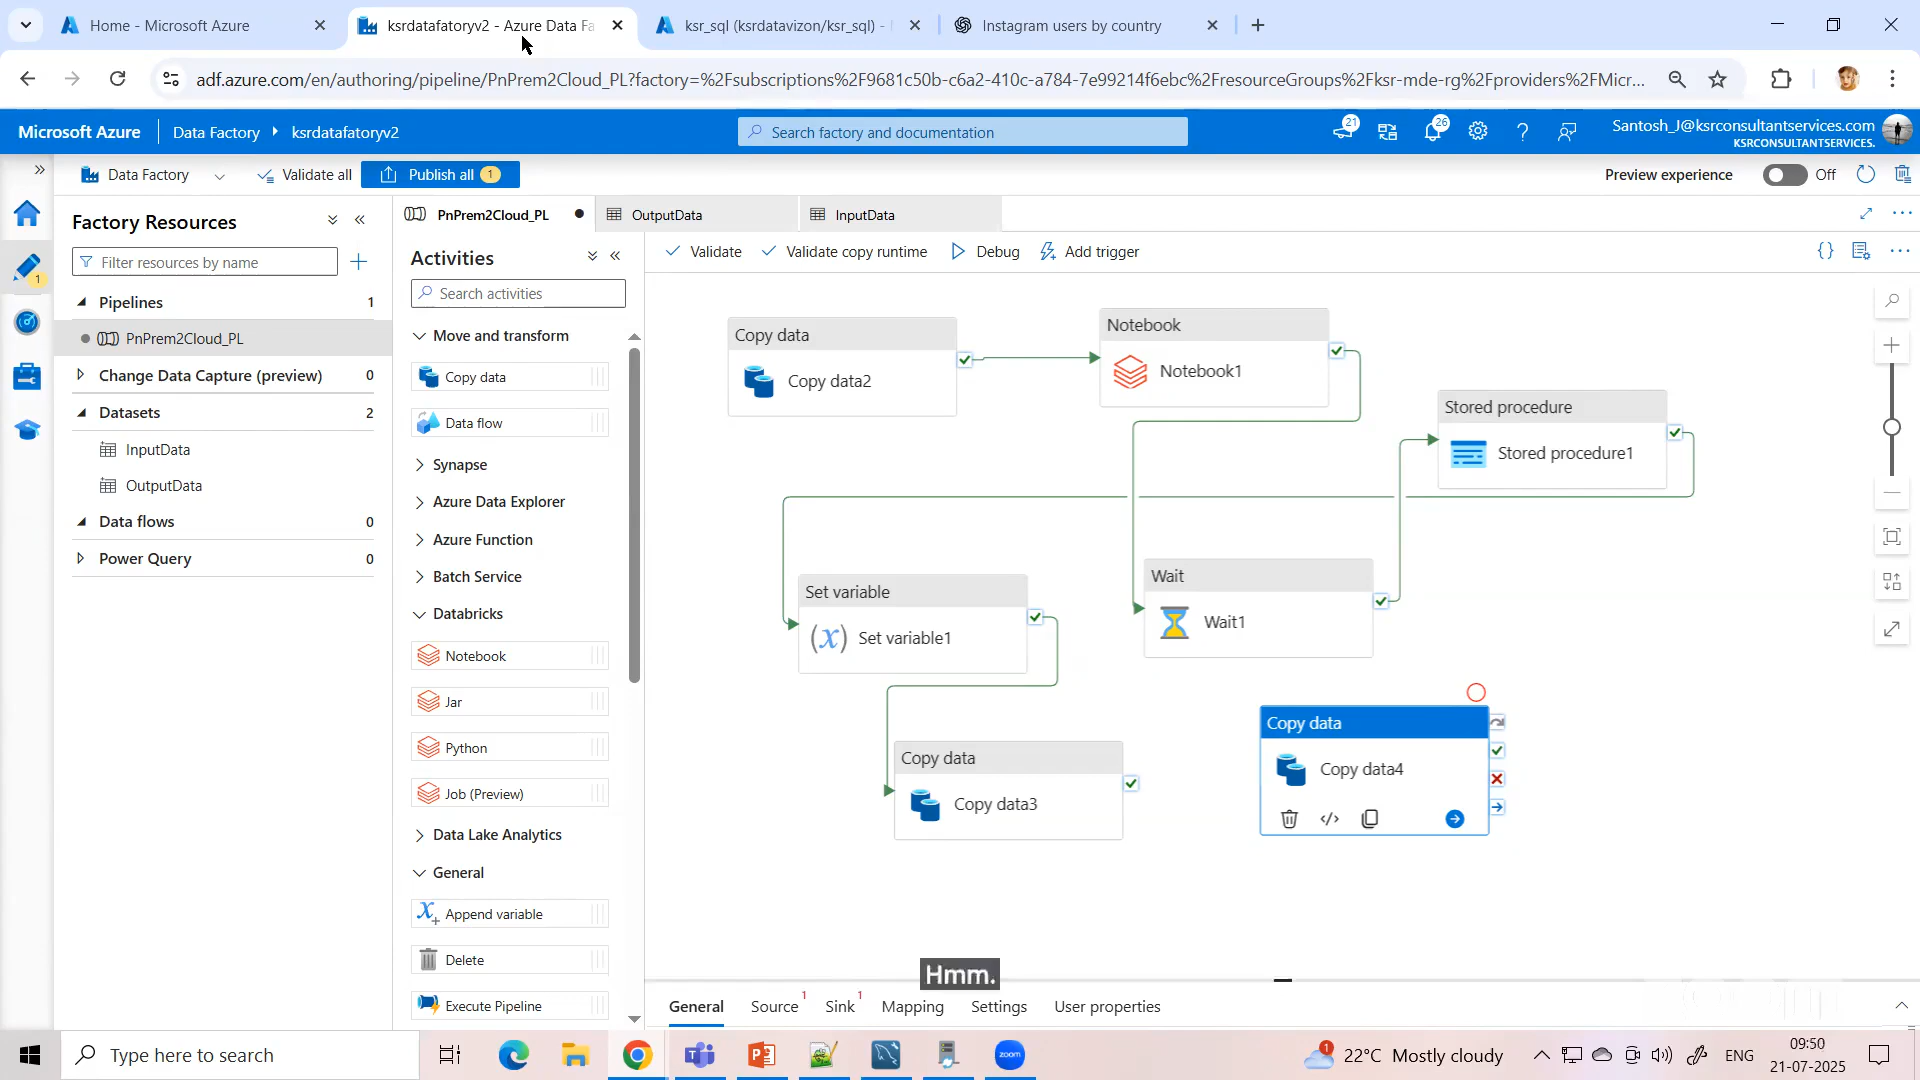 Home - Microsoft Azure
ksrdatafatoryv2 - Azure Data Fa
ksr_sql (ksrdatavizon/ksr_sql) -
Instagram users by country
adf.azure.com/en/authoring/pipeline/PnPrem2Cloud_PL?factory=%2Fsubscriptions%2F9681c50b-c6a2-410c-a784-7e99214f6ebc%2FresourceGroups%2Fksr-mde-rg%2Fproviders%2FMicr...
Microsoft Azure
Data Factory
ksrdatafatoryv2
Search factory and documentation
21
26
Santosh_J@ksrconsultantservices.com
KSRCONSULTANTSERVICES.
Data Factory
Validate all
Publish all 1
Preview experience
Off
Factory Resources
PnPrem2Cloud_PL
OutputData
InputData
Filter resources by name
Activities
Validate
Validate copy runtime
Debug
Add trigger
1
Pipelines 1
PnPrem2Cloud_PL
Change Data Capture (preview) 0
Datasets 2
InputData
OutputData
Data flows 0
Power Query 0
Search activities
Move and transform
Copy data
Data flow
Synapse
Azure Data Explorer
Azure Function
Batch Service
Databricks
Notebook
Jar
Python
Job (Preview)
Data Lake Analytics
General
Append variable
Delete
Execute Pipeline
Copy data
Copy data2
Notebook
Notebook1
Stored procedure
Stored procedure1
Set variable
(x) Set variable1
Wait
Wait1
Copy data
Copy data3
Copy data
Copy data4
Hmm.
General
Source 1
Sink 1
Mapping
Settings
User properties
Type here to search
zoom
1
22°C Mostly cloudy
ENG
09:50
21-07-2025